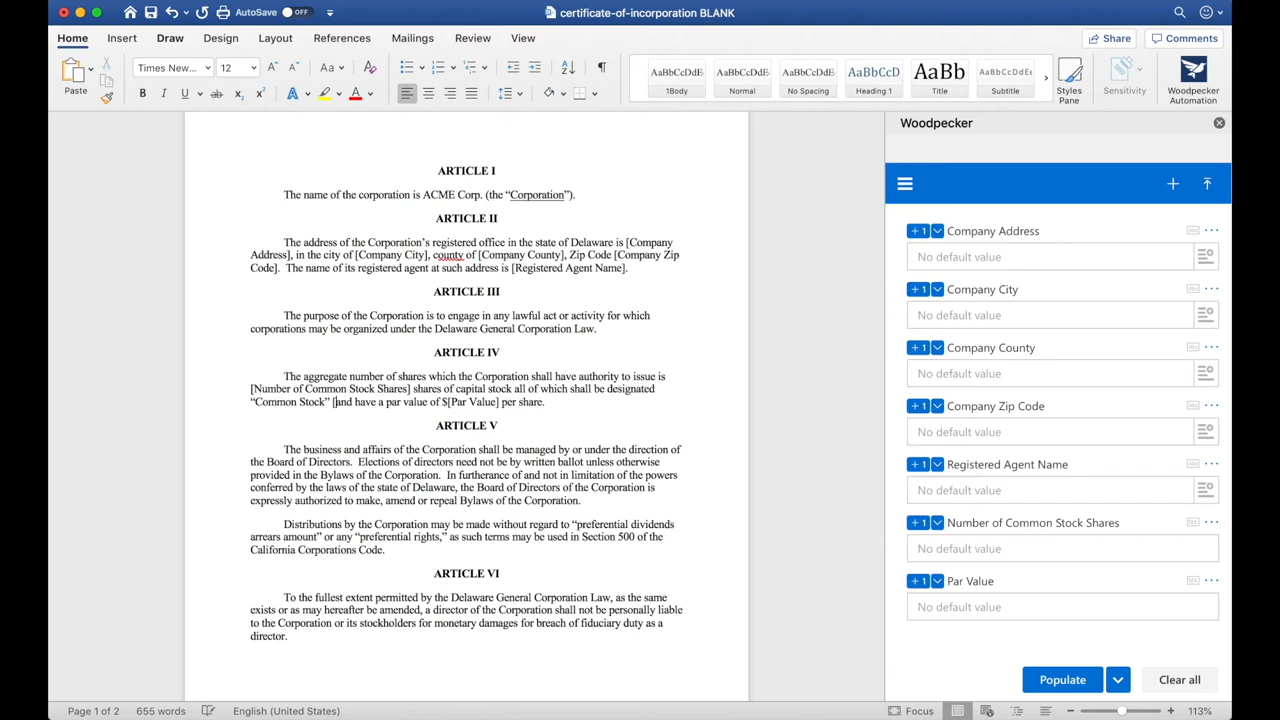 AutoSave OFF
certificate-of-incorporation BLANK
Home Insert Draw Design Layout References Mailings Review View
Share Comments
Paste
Times New... 12
AaBbCcDdE 1Body
AaBbCcDdE Normal
AaBbCcDdE No Spacing
AaBbCcD Heading 1
AaBb Title
AaBbCcDdEe Subtitle
Styles Pane
Sensitivity
Woodpecker Automation
ARTICLE I
The name of the corporation is ACME Corp. (the “Corporation”).
ARTICLE II
The address of the Corporation’s registered office in the state of Delaware is [Company
Address], in the city of [Company City], county of [Company County], Zip Code [Company Zip
Code]. The name of its registered agent at such address is [Registered Agent Name].
ARTICLE III
The purpose of the Corporation is to engage in any lawful act or activity for which
corporations may be organized under the Delaware General Corporation Law.
ARTICLE IV
The aggregate number of shares which the Corporation shall have authority to issue is
[Number of Common Stock Shares] shares of capital stock all of which shall be designated
“Common Stock” [and have a par value of $[Par Value] per share.
ARTICLE V
The business and affairs of the Corporation shall be managed by or under the direction of
the Board of Directors. Elections of directors need not be by written ballot unless otherwise
provided in the Bylaws of the Corporation. In furtherance of and not in limitation of the powers
conferred by the laws of the state of Delaware, the Board of Directors of the Corporation is
expressly authorized to make, amend or repeal Bylaws of the Corporation.
Distributions by the Corporation may be made without regard to “preferential dividends
arrears amount” or any “preferential rights,” as such terms may be used in Section 500 of the
California Corporations Code.
ARTICLE VI
To the fullest extent permitted by the Delaware General Corporation Law, as the same
exists or as may hereafter be amended, a director of the Corporation shall not be personally liable
to the Corporation or its stockholders for monetary damages for breach of fiduciary duty as a
director.
Woodpecker
+ 1 Company Address Abc
No default value
+ 1 Company City Abc
No default value
+ 1 Company County Abc
No default value
+ 1 Company Zip Code Abc
No default value
+ 1 Registered Agent Name Abc
No default value
+ 1 Number of Common Stock Shares 123
No default value
+ 1 Par Value 123
No default value
Populate Clear all
Page 1 of 2 655 words English (United States) Focus 113%